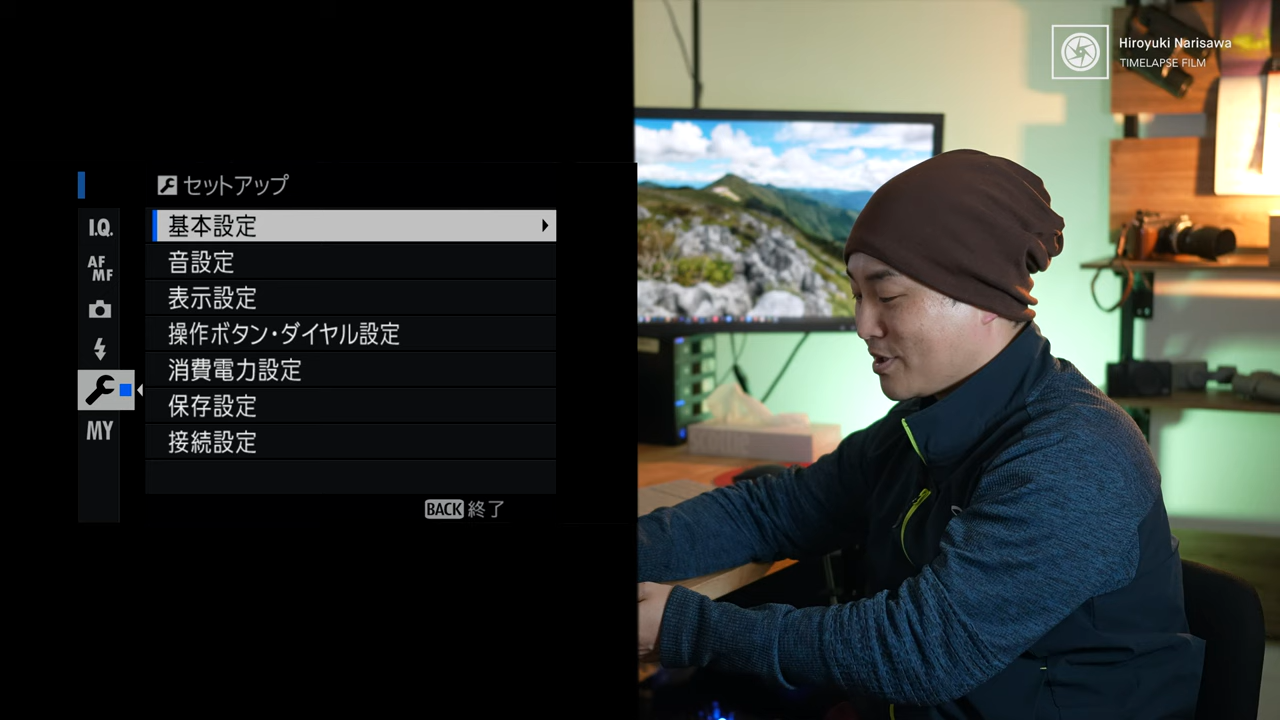 Hiroyuki Narisawa
TIMELAPSE FILM
セットアップ
I.Q.
AF
MF
MY
基本設定
音設定
表示設定
操作ボタン・ダイヤル設定
消費電力設定
保存設定
接続設定
BACK 終了